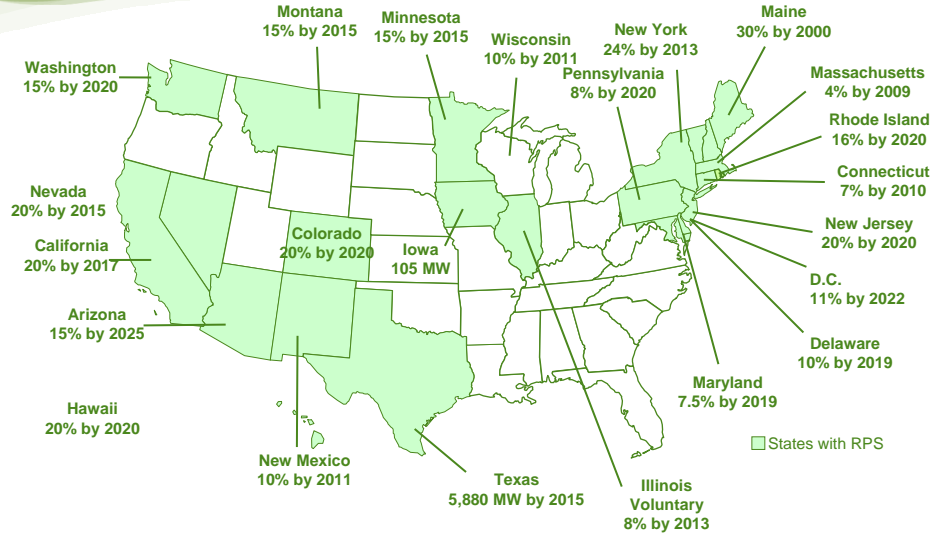 Montana
15% by 2015
Minnesota
15% by 2015
Wisconsin
10% by 2011
New York
24% by 2013
Maine
30% by 2000
Pennsylvania
8% by 2020
Washington
15% by 2020
Massachusetts
4% by 2009
Rhode Island
16% by 2020
Connecticut
7% by 2010
Nevada
20% by 2015
New Jersey
20% by 2020
California
20% by 2017
Colorado
20% by 2020
Iowa
105 MW
D.C.
11% by 2022
Arizona
15% by 2025
Delaware
10% by 2019
Maryland
7.5% by 2019
Hawaii
20% by 2020
States with RPS
New Mexico
10% by 2011
Texas
5,880 MW by 2015
Illinois
Voluntary
8% by 2013